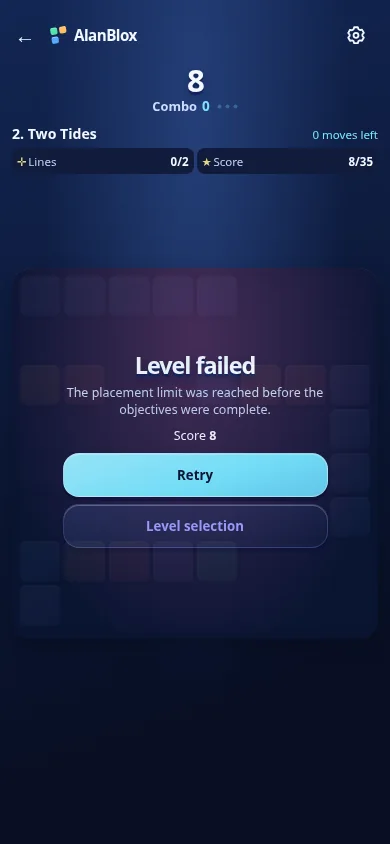 ← AlanBlox
8
Combo 0
2. Two Tides
0 moves left
Lines 0/2
Score 8/35
Level failed
The placement limit was reached before the
objectives were complete.
Score 8
Retry
Level selection